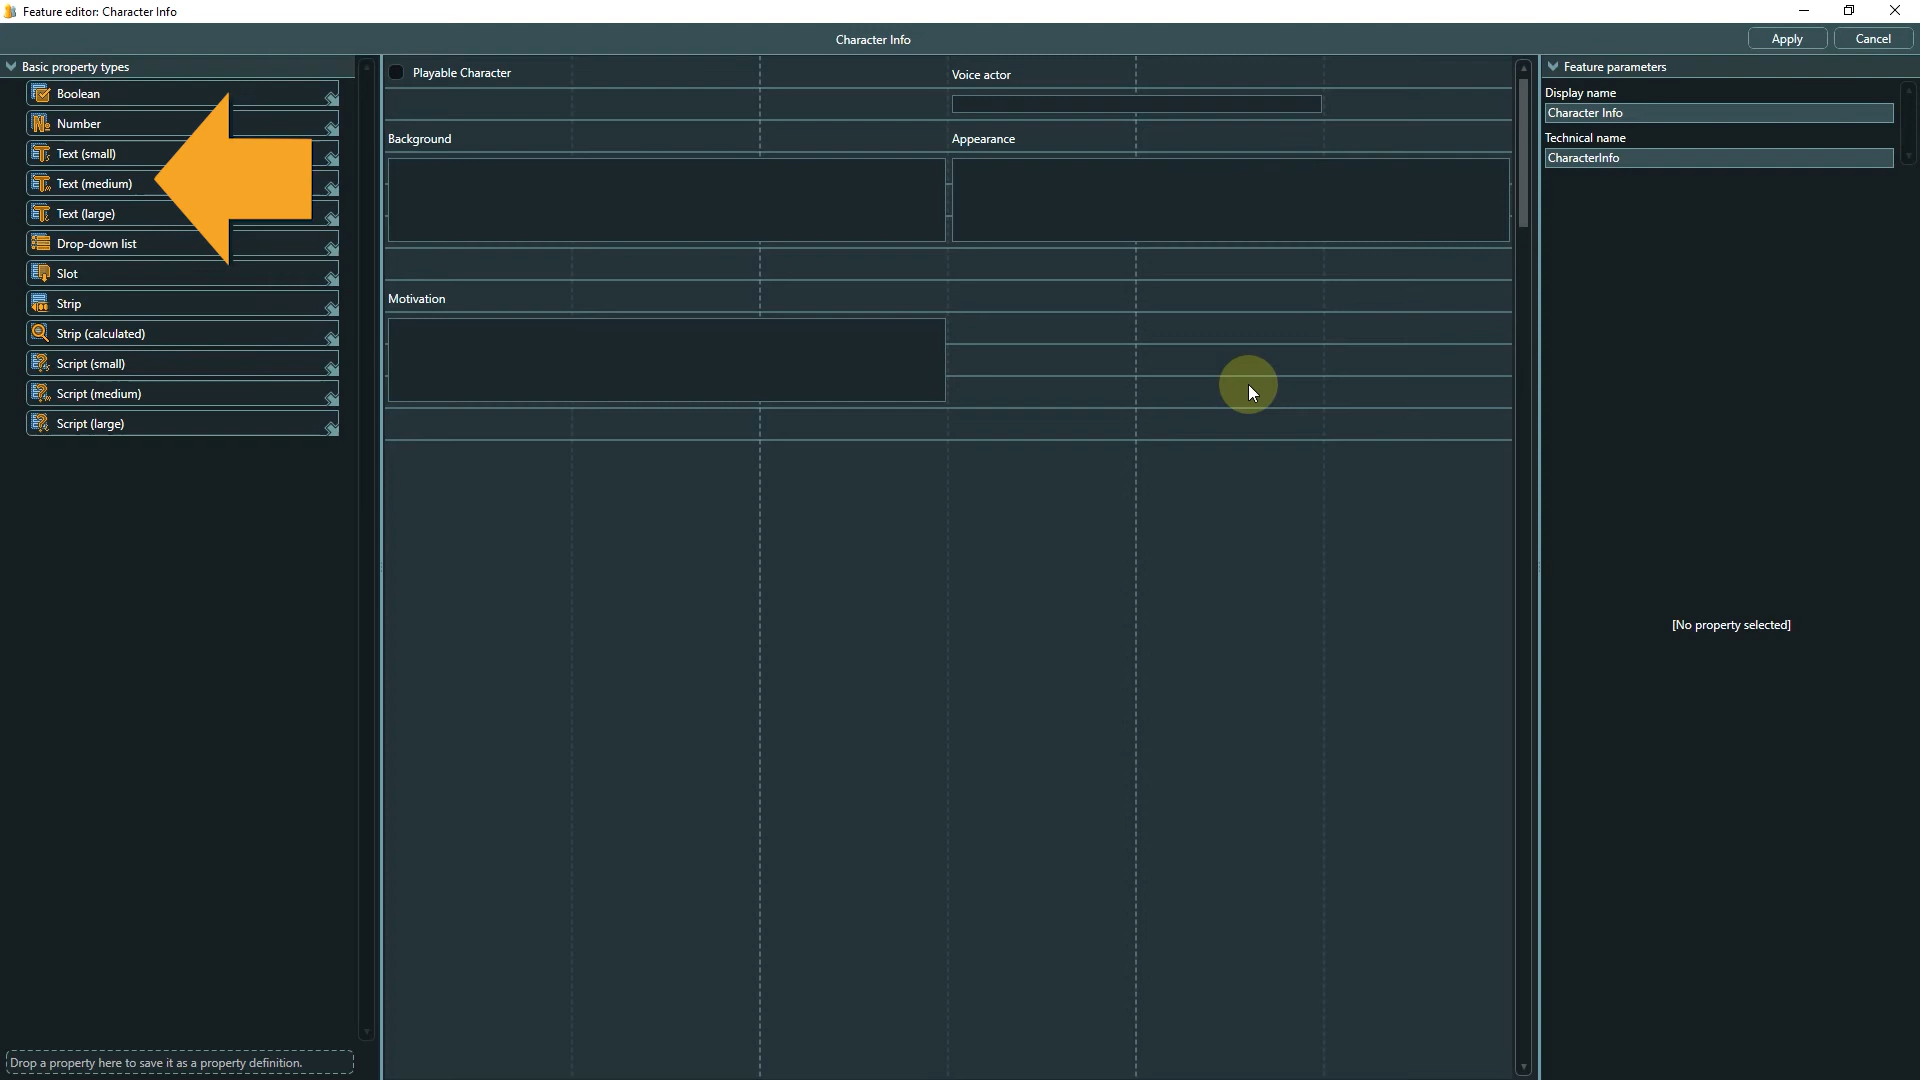 Feature editor: Character Info
Character Info
Apply
Cancel
Basic property types
Boolean
Number
Text (small)
Text (medium)
Text (large)
Drop-down list
Slot
Strip
Strip (calculated)
Script (small)
Script (medium)
Script (large)
Drop a property here to save it as a property definition.
Playable Character
Voice actor
Background
Appearance
Motivation
Feature parameters
Display name
Character Info
Technical name
CharacterInfo
[No property selected]